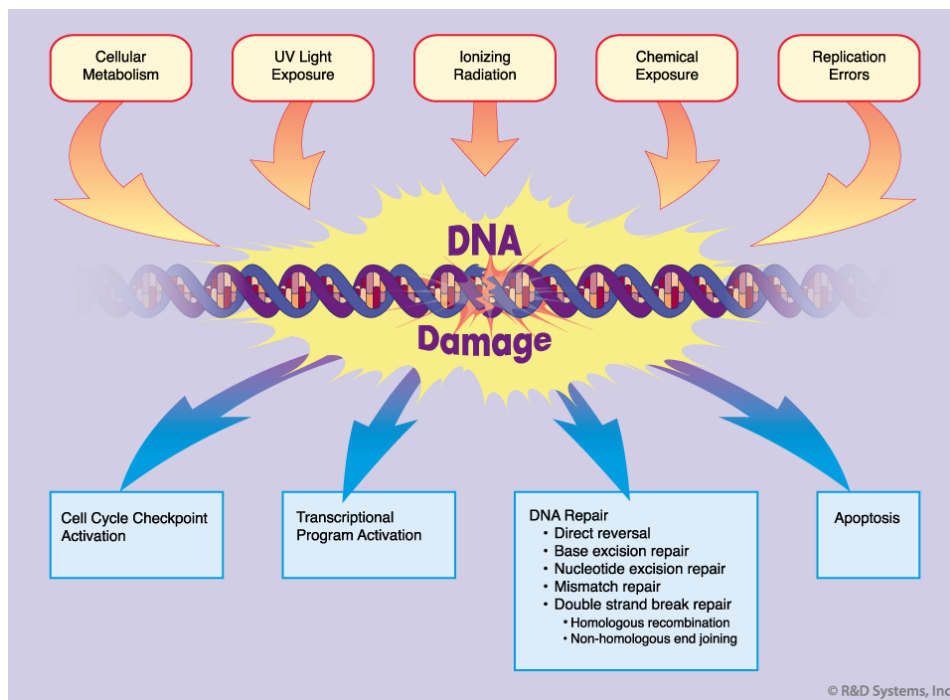 Cellular
Metabolism
UV Light
Exposure
Ionizing
Radiation
Chemical
Exposure
Replication
Errors
DNA
Damage
Cell Cycle Checkpoint
Activation
Transcriptional
Program Activation
DNA Repair
• Direct reversal
• Base excision repair
• Nucleotide excision repair
• Mismatch repair
• Double strand break repair
• Homologous recombination
• Non-homologous end joining
Apoptosis
© R&D Systems, Inc